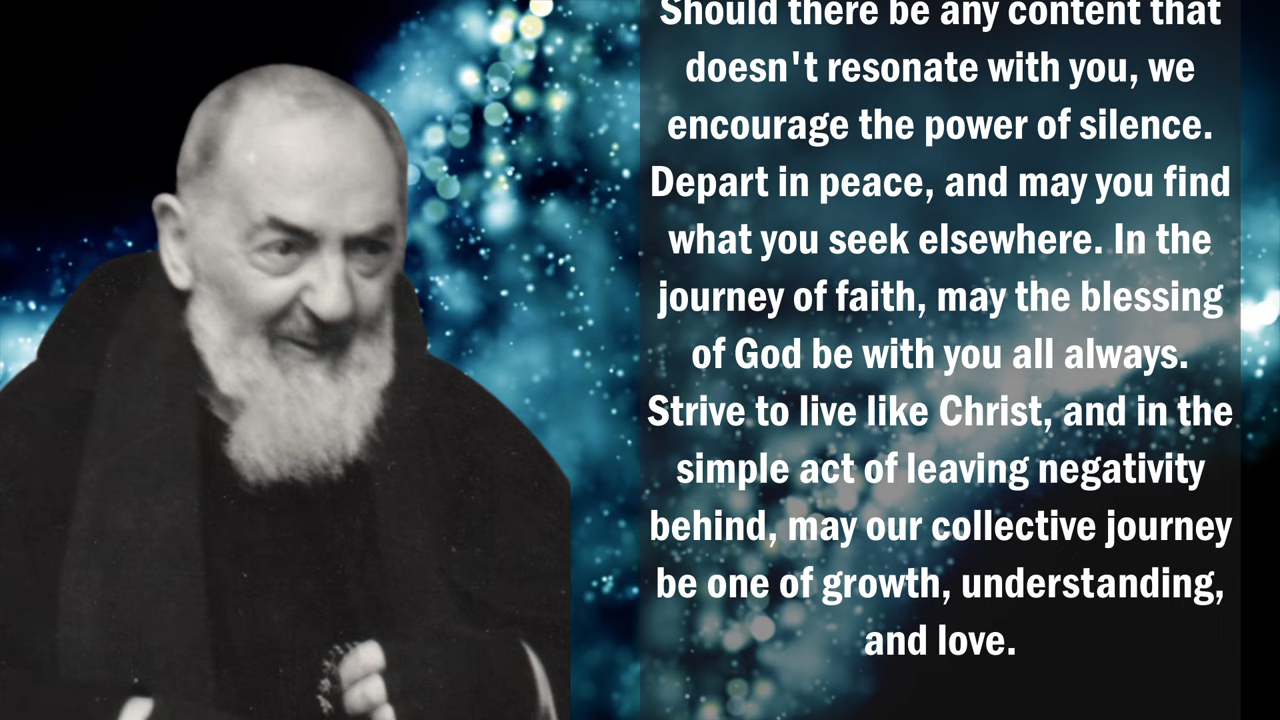 Should there be any content that
doesn't resonate with you, we
encourage the power of silence.
Depart in peace, and may you find
what you seek elsewhere. In the
journey of faith, may the blessing
of God be with you all always.
Strive to live like Christ, and in the
simple act of leaving negativity
behind, may our collective journey
be one of growth, understanding,
and love.